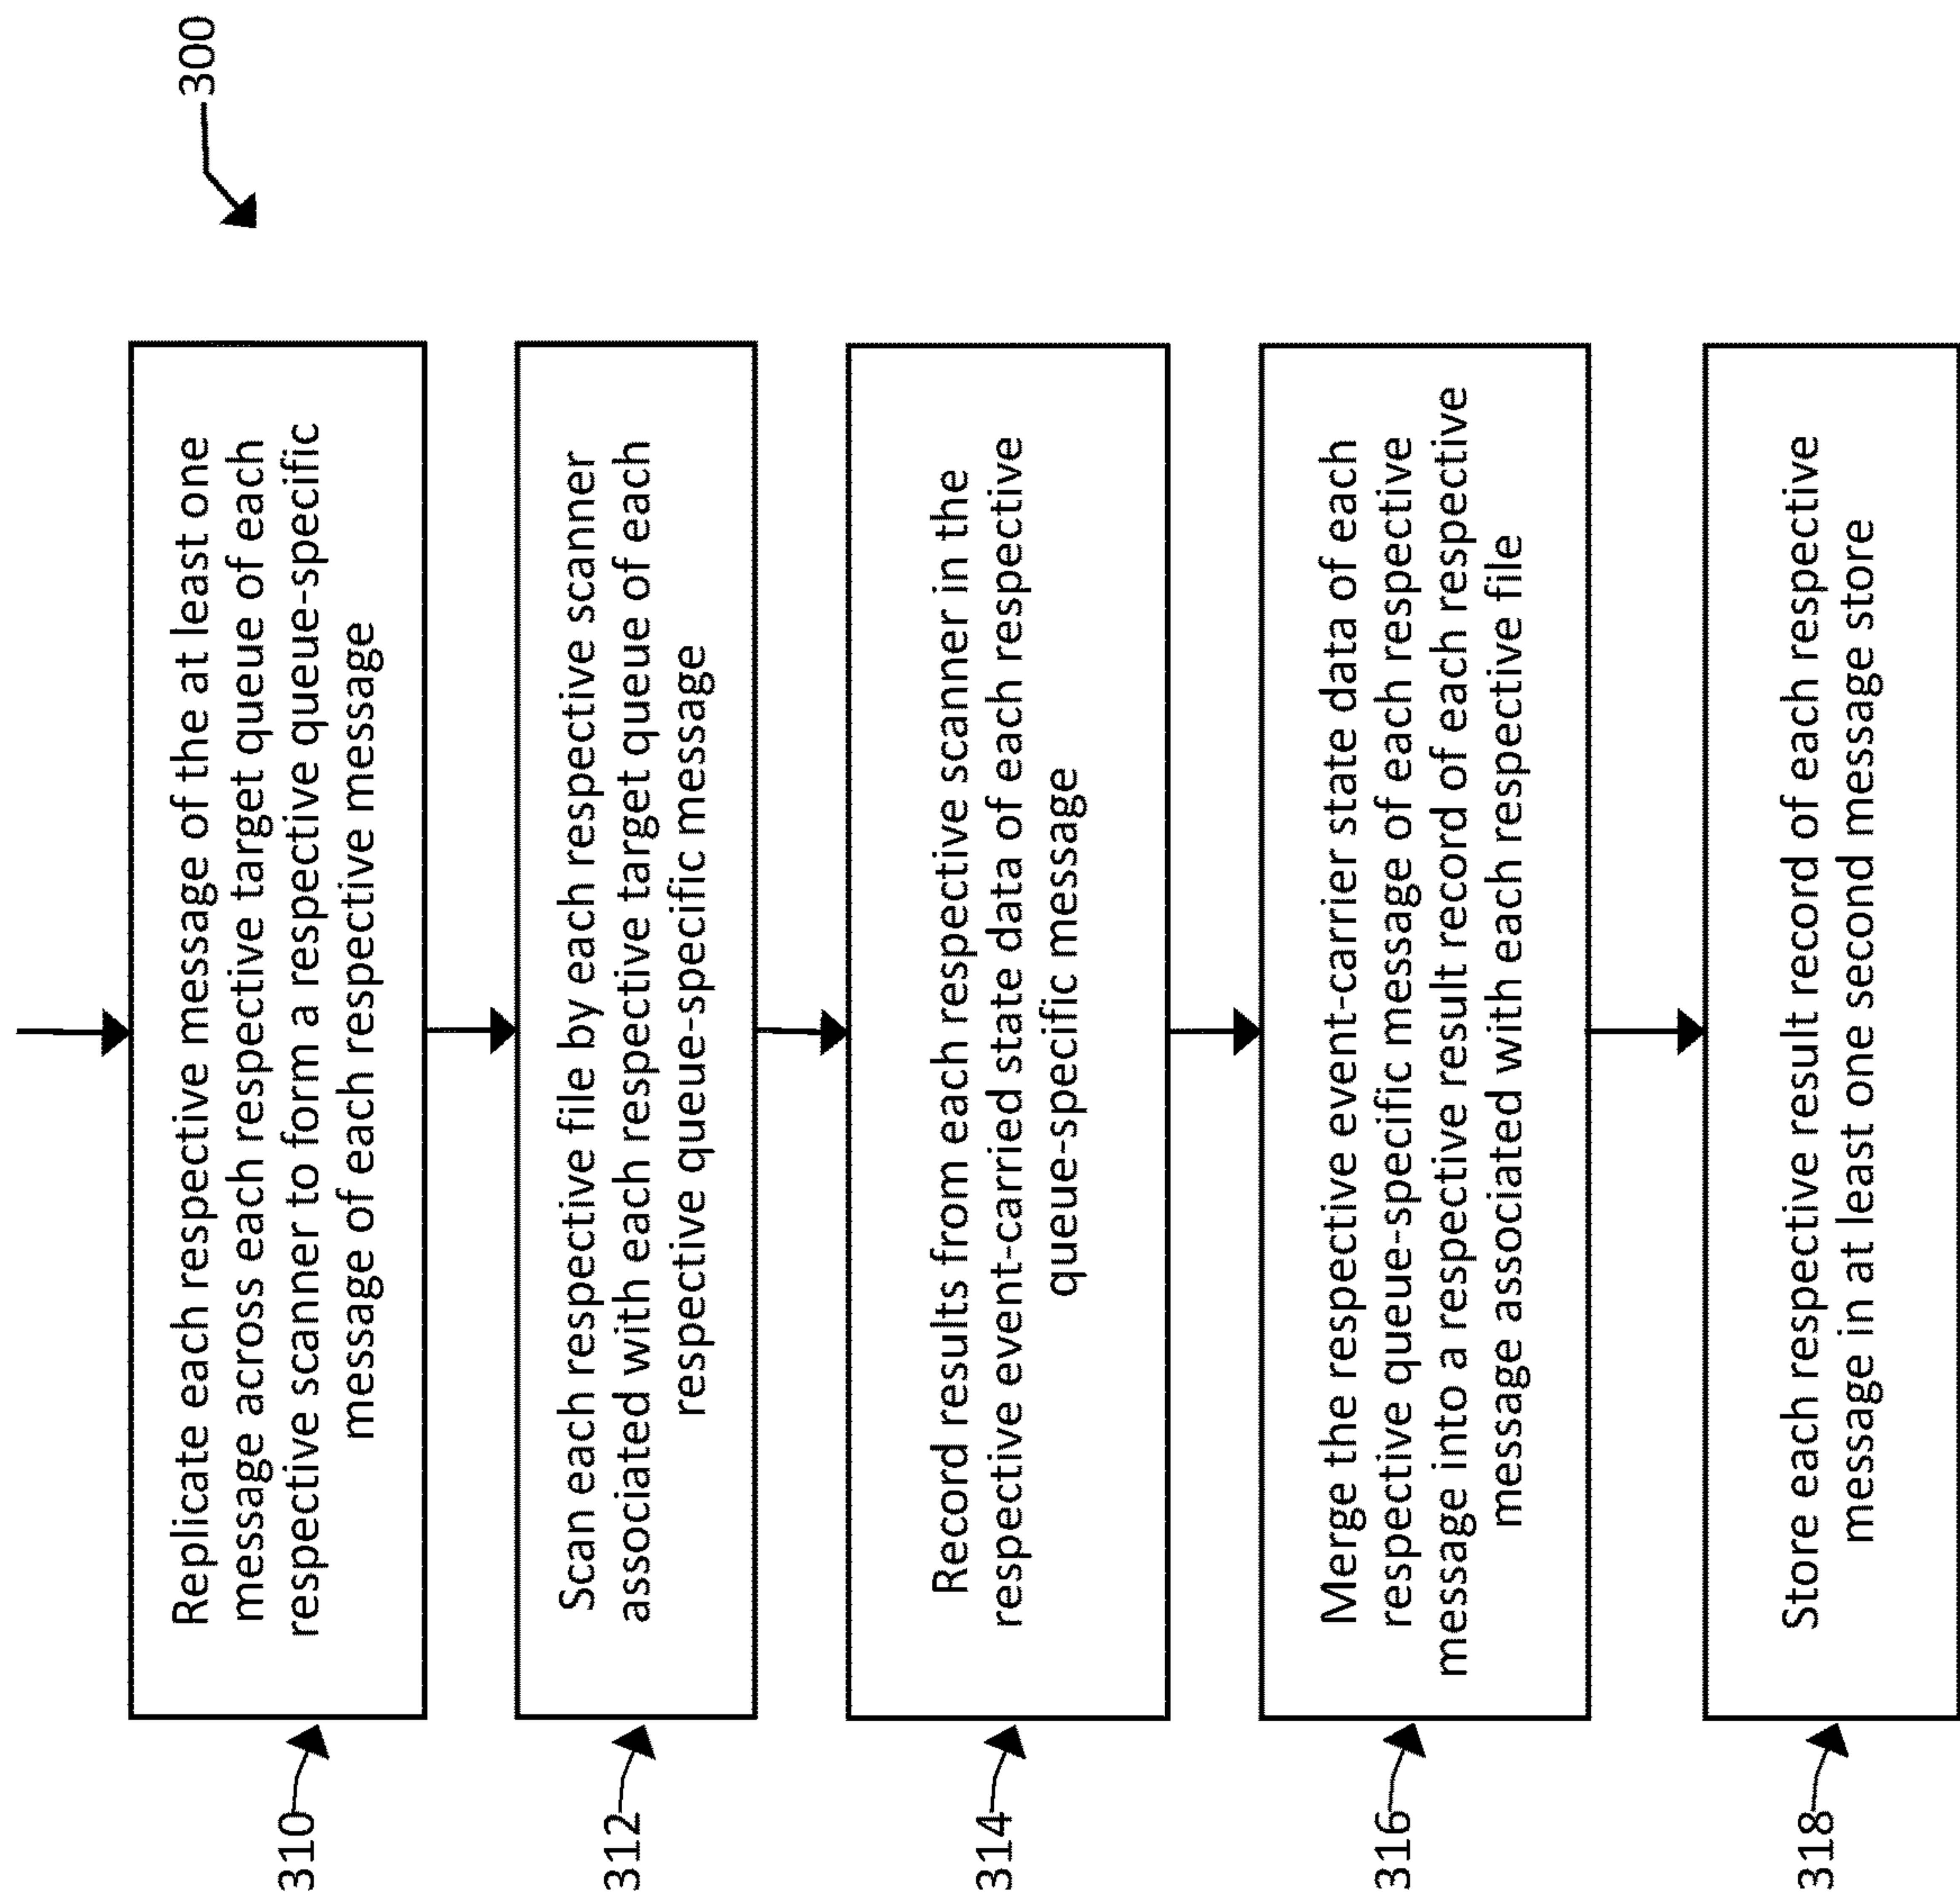 300
310
Replicate each respective message of the at least one
message across each respective target queue of each
respective scanner to form a respective queue-specific
message of each respective message
312
Scan each respective file by each respective scanner
associated with each respective target queue of each
respective queue-specific message
314
Record results from each respective scanner in the
respective event-carried state data of each respective
queue-specific message
316
Merge the respective event-carrier state data of each
respective queue-specific message of each respective
message into a respective result record of each respective
message associated with each respective file
318
Store each respective result record of each respective
message in at least one second message store